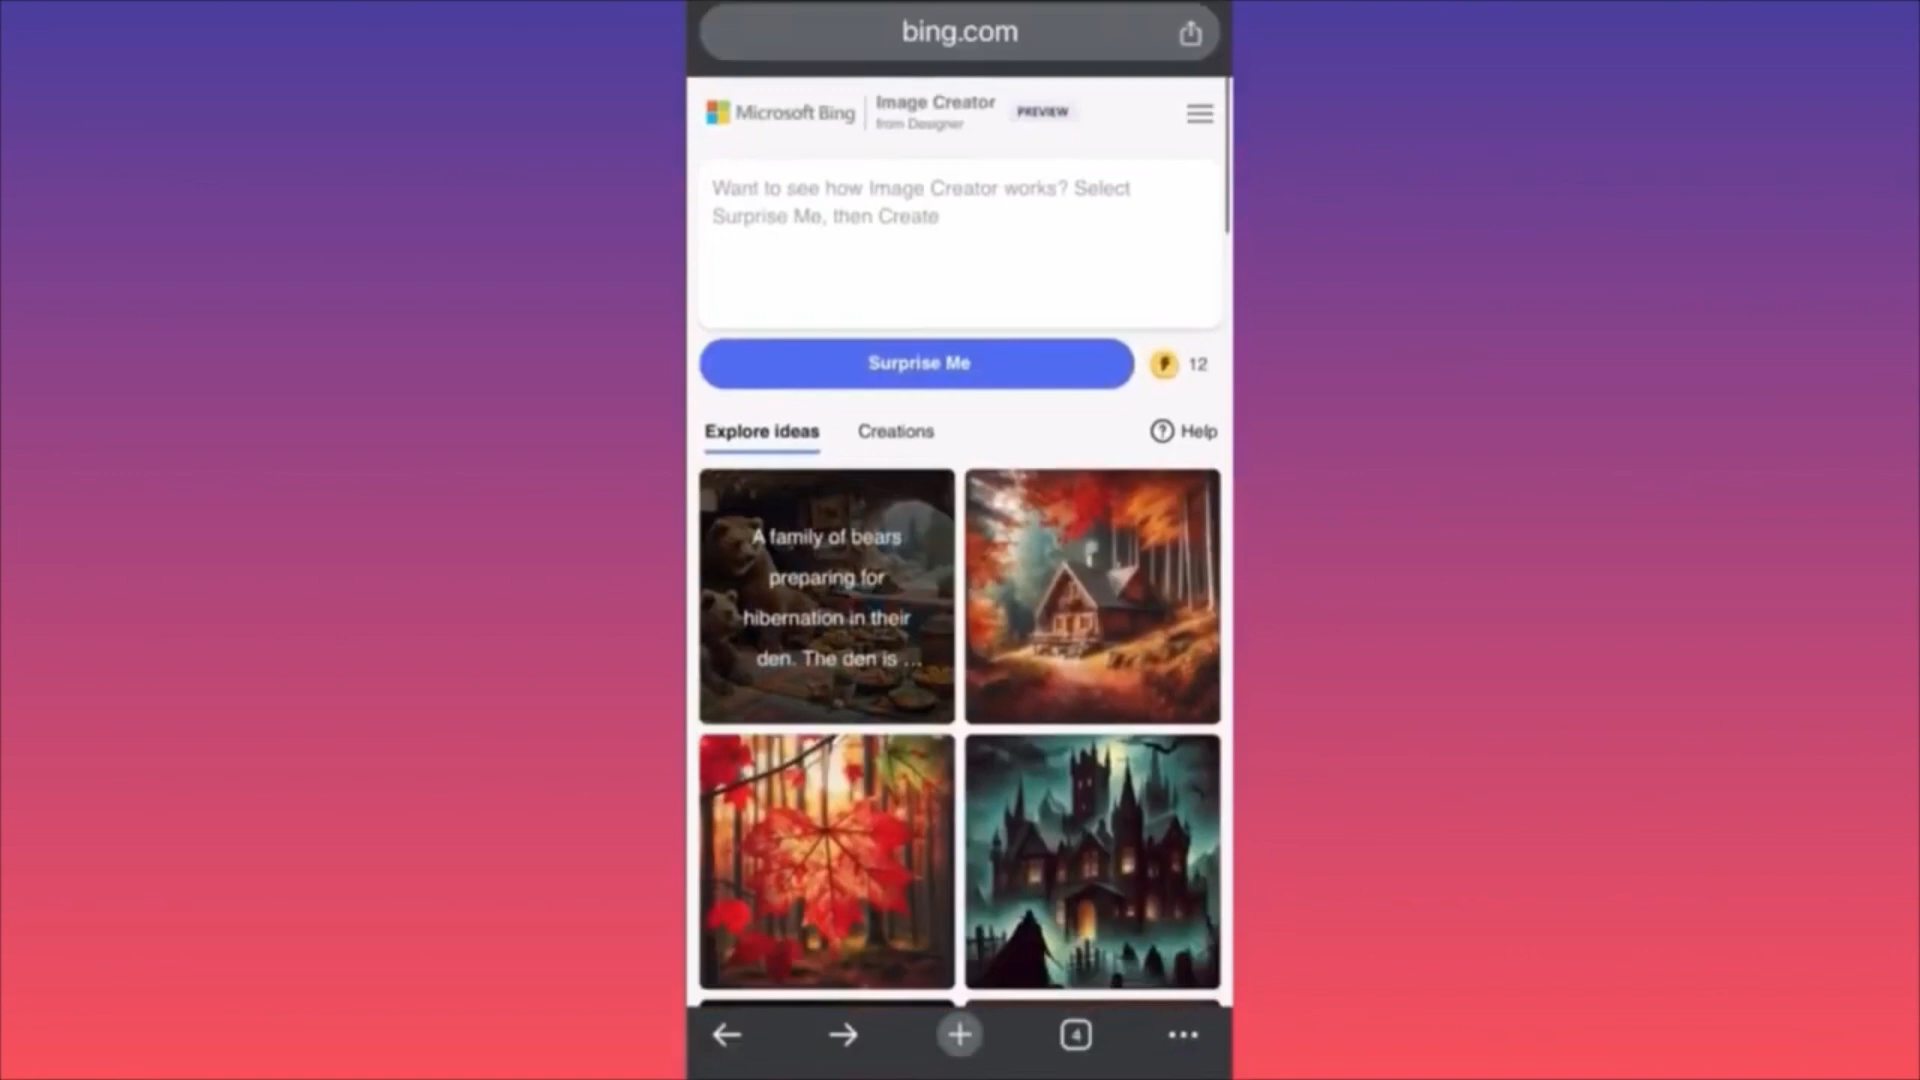 bing.com
Microsoft Bing
Image Creator
from Designer
PREVIEW
Want to see how Image Creator works? Select
Surprise Me, then Create
Surprise Me
12
Explore ideas
Creations
Help
A family of bears
preparing for
hibernation in their
den. The den is ...
4